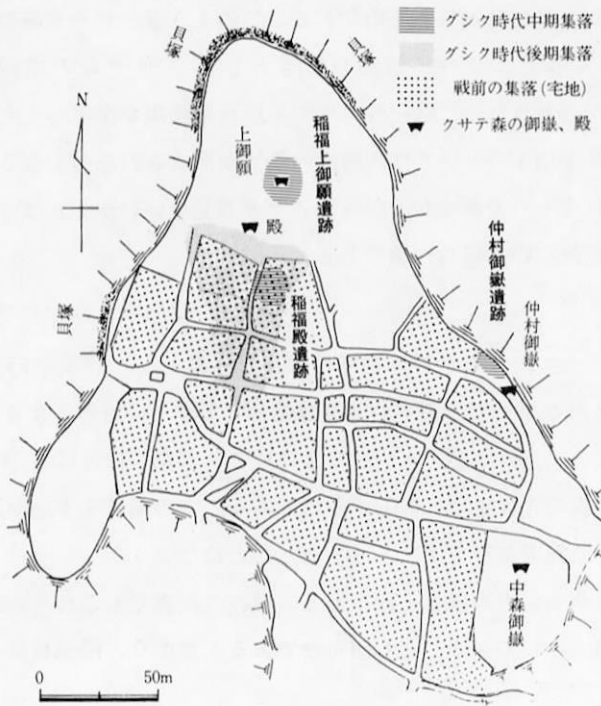 グシク時代中期集落
グシク時代後期集落
戦前の集落(宅地)
クサテ森の御嶽、殿
貝塚
貝塚
N
上御願
稲福上御願遺跡
殿
稲福殿遺跡
仲村御嶽遺跡
仲村御嶽
貝塚
中森御嶽
0
50m